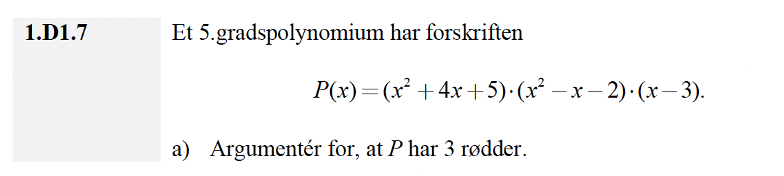 1.D1.7 Et 5.gradspolynomium har forskriften
P(x) = (x² + 4x + 5)·(x² − x − 2)·(x − 3).
a) Argumentér for, at P har 3 rødder.